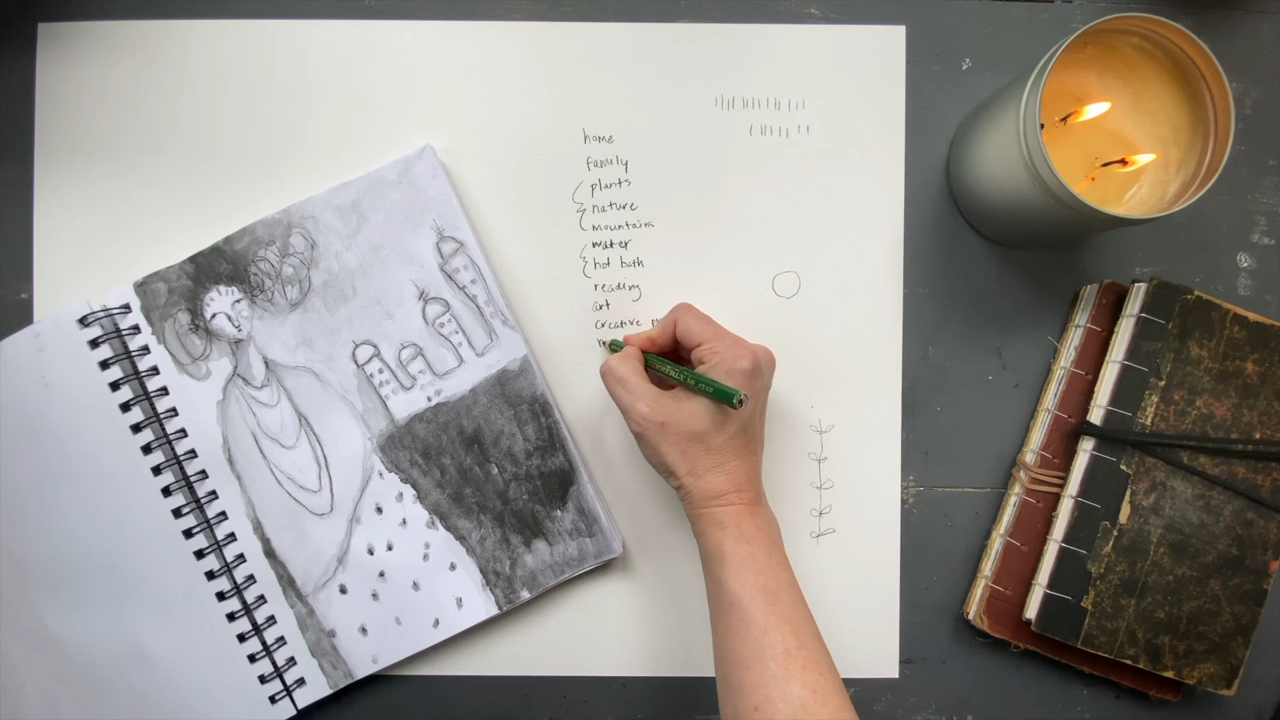 home
family
plants
nature
mountains
water
hot bath
reading
art
creative